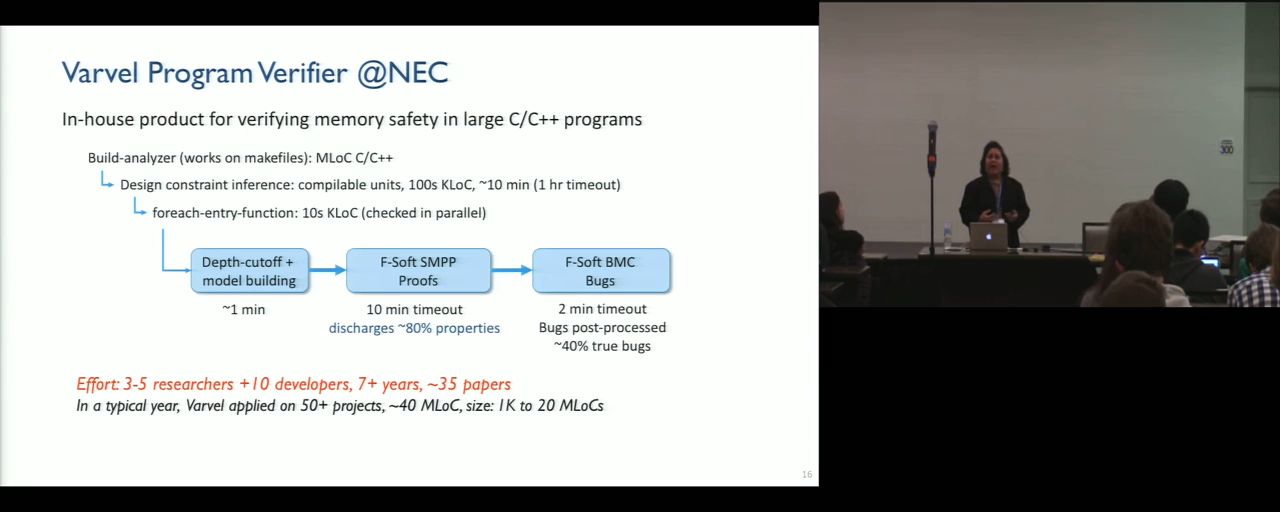 Varvel Program Verifier @NEC
In-house product for verifying memory safety in large C/C++ programs
Build-analyzer (works on makefiles): MLoC C/C++
Design constraint inference: compilable units, 100s KLoC, ~10 min (1 hr timeout)
foreach-entry-function: 10s KLoC (checked in parallel)
Depth-cutoff +
model building
~1 min
F-Soft SMPP
Proofs
10 min timeout
discharges ~80% properties
F-Soft BMC
Bugs
2 min timeout
Bugs post-processed
~40% true bugs
Effort: 3-5 researchers +10 developers, 7+ years, ~35 papers
In a typical year, Varvel applied on 50+ projects, ~40 MLoC, size: 1K to 20 MLoCs
16
300